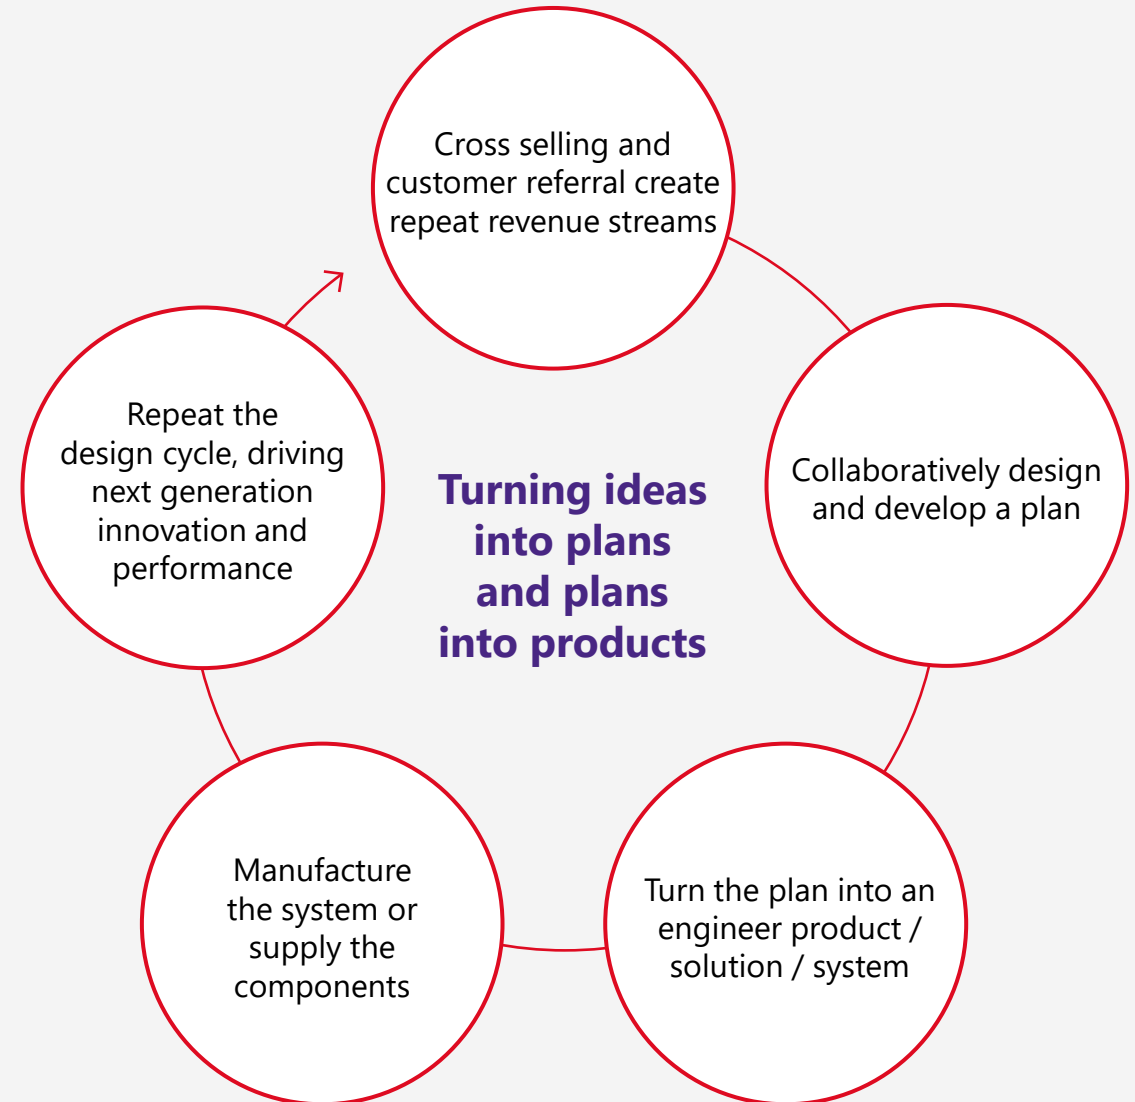 Cross selling and
customer referral create
repeat revenue streams
Collaboratively design
and develop a plan
Turn the plan into an
engineer product /
solution / system
Manufacture
the system or
supply the
components
Repeat the
design cycle, driving
next generation
innovation and
performance
Turning ideas
into plans
and plans
into products